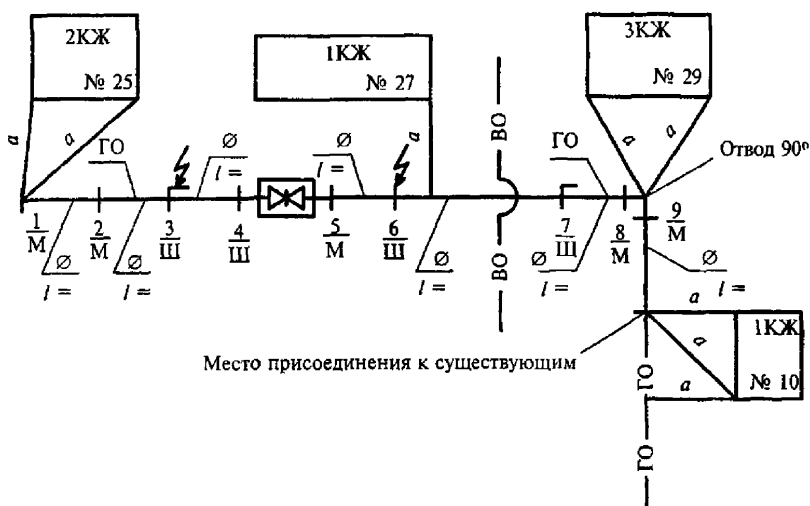 2КЖ
№ 25
1КЖ
№ 27
3КЖ
№ 29
а
а
а
а
а
ГО
Ø
l =
Ø
l =
ВО
ГО
Отвод 90º
1
М
2
М
3
Ш
4
Ш
5
М
6
Ш
7
Ш
8
М
9
М
Ø
l =
Ø
l =
Ø
l =
ВО
Ø
l =
Ø
l =
а
а
а
1КЖ
№ 10
Место присоединения к существующим
ГО
ГО